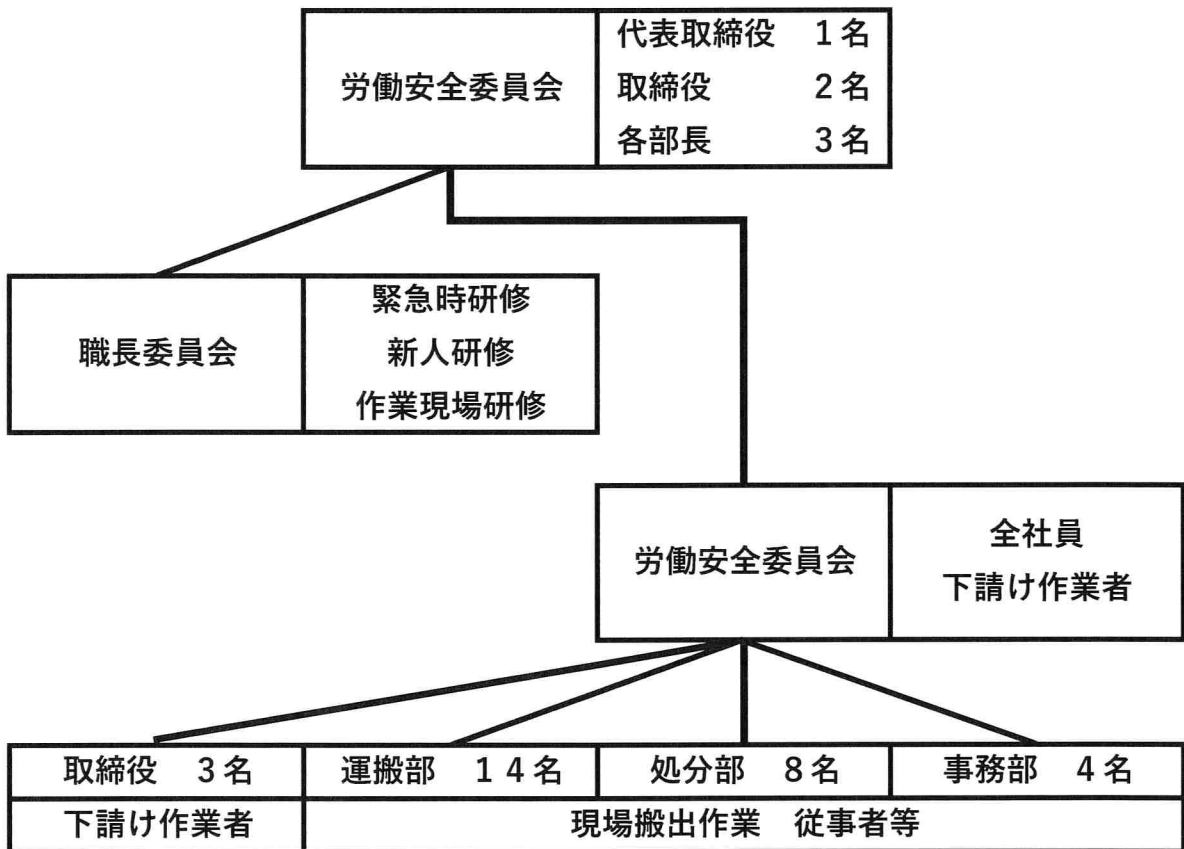 労働安全委員会
代表取締役 1名
取締役 2名
各部長 3名
職長委員会
緊急時研修
新人研修
作業現場研修
労働安全委員会
全社員
下請け作業者
取締役 3名 運搬部 14名 処分部 8名 事務部 4名
下請け作業者 現場搬出作業 従事者等